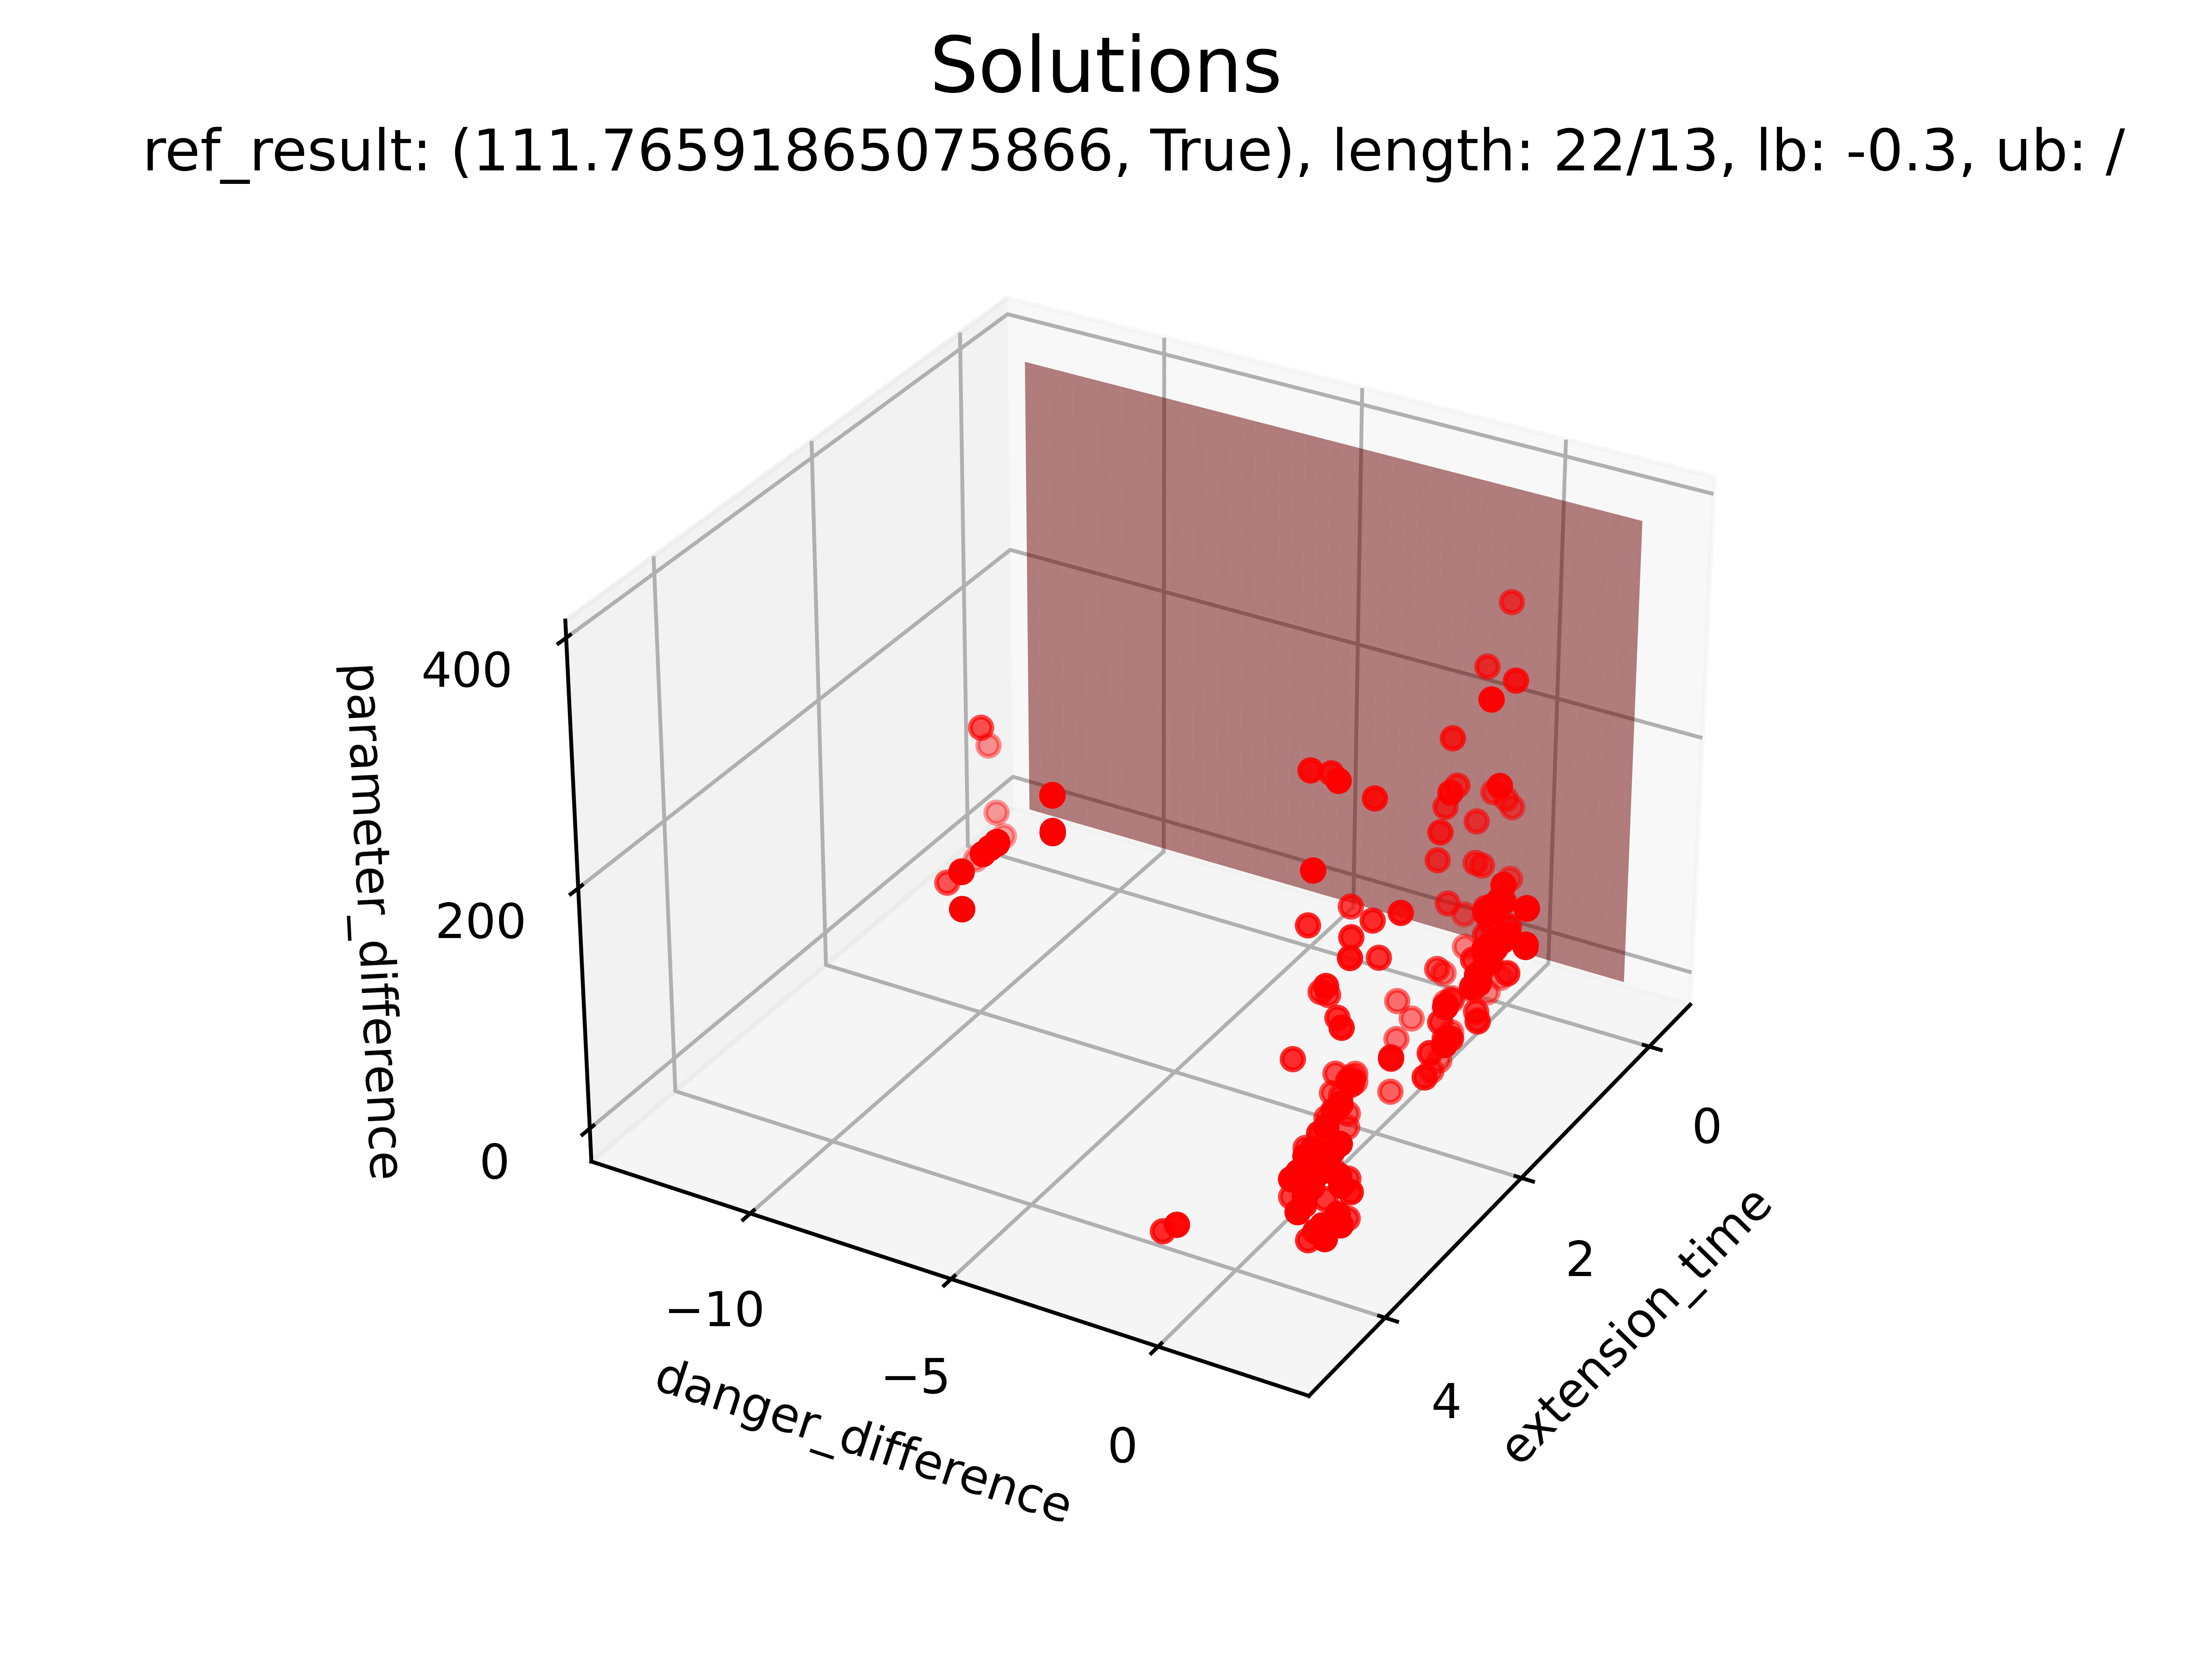 Solutions
ref_result: (111.76591865075866, True), length: 22/13, lb: -0.3, ub: /
parameter_difference
400
200
0
−10
−5
0
danger_difference
0
2
4
extension_time